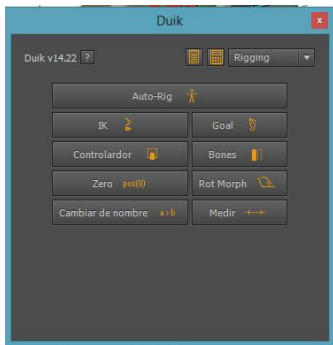 Duik
x
Duik v14.22 ? Rigging
Auto-Rig
IK Goal
Controlardor Bones
Zero pos(0) Rot Morph
Cambiar de nombre a>b Medir